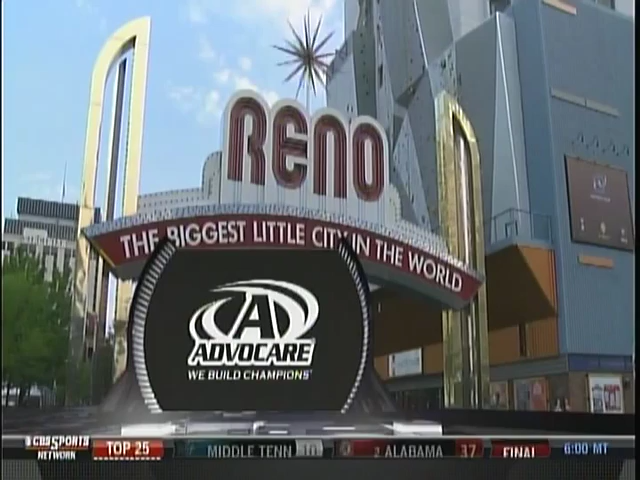 RENO
THE BIGGEST LITTLE CITY IN THE WORLD
A
ADVOCARE
WE BUILD CHAMPIONS
CBS SPORTS NETWORK TOP 25 MIDDLE TENN 10 2 ALABAMA 37 FINAL 6:00 MT